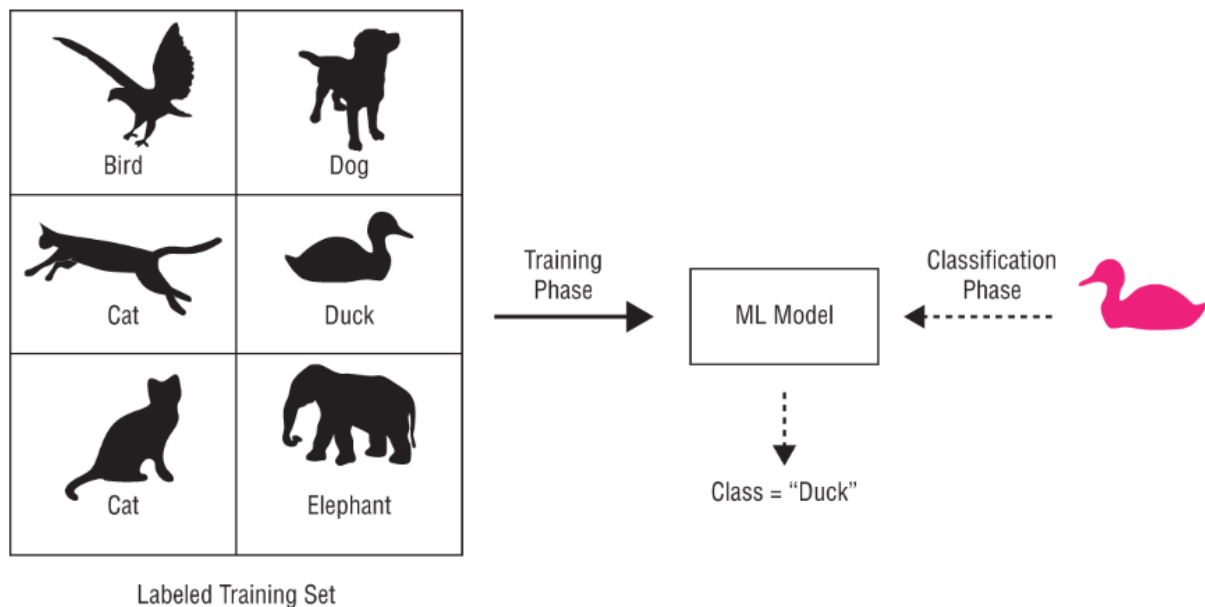 Bird
Dog
Cat
Duck
Cat
Elephant
Labeled Training Set
Training
Phase
ML Model
Classification
Phase
Class = “Duck”